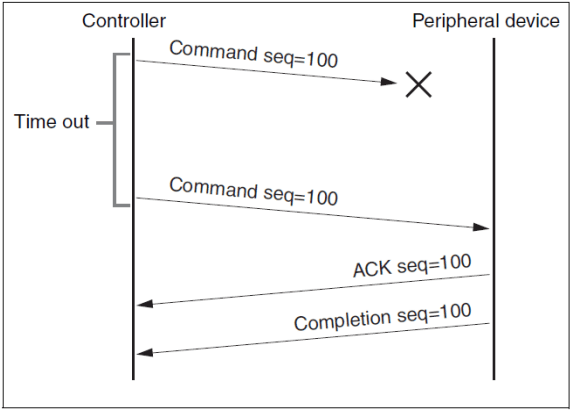 Controller
Peripheral device
Command seq=100
Time out
Command seq=100
ACK seq=100
Completion seq=100